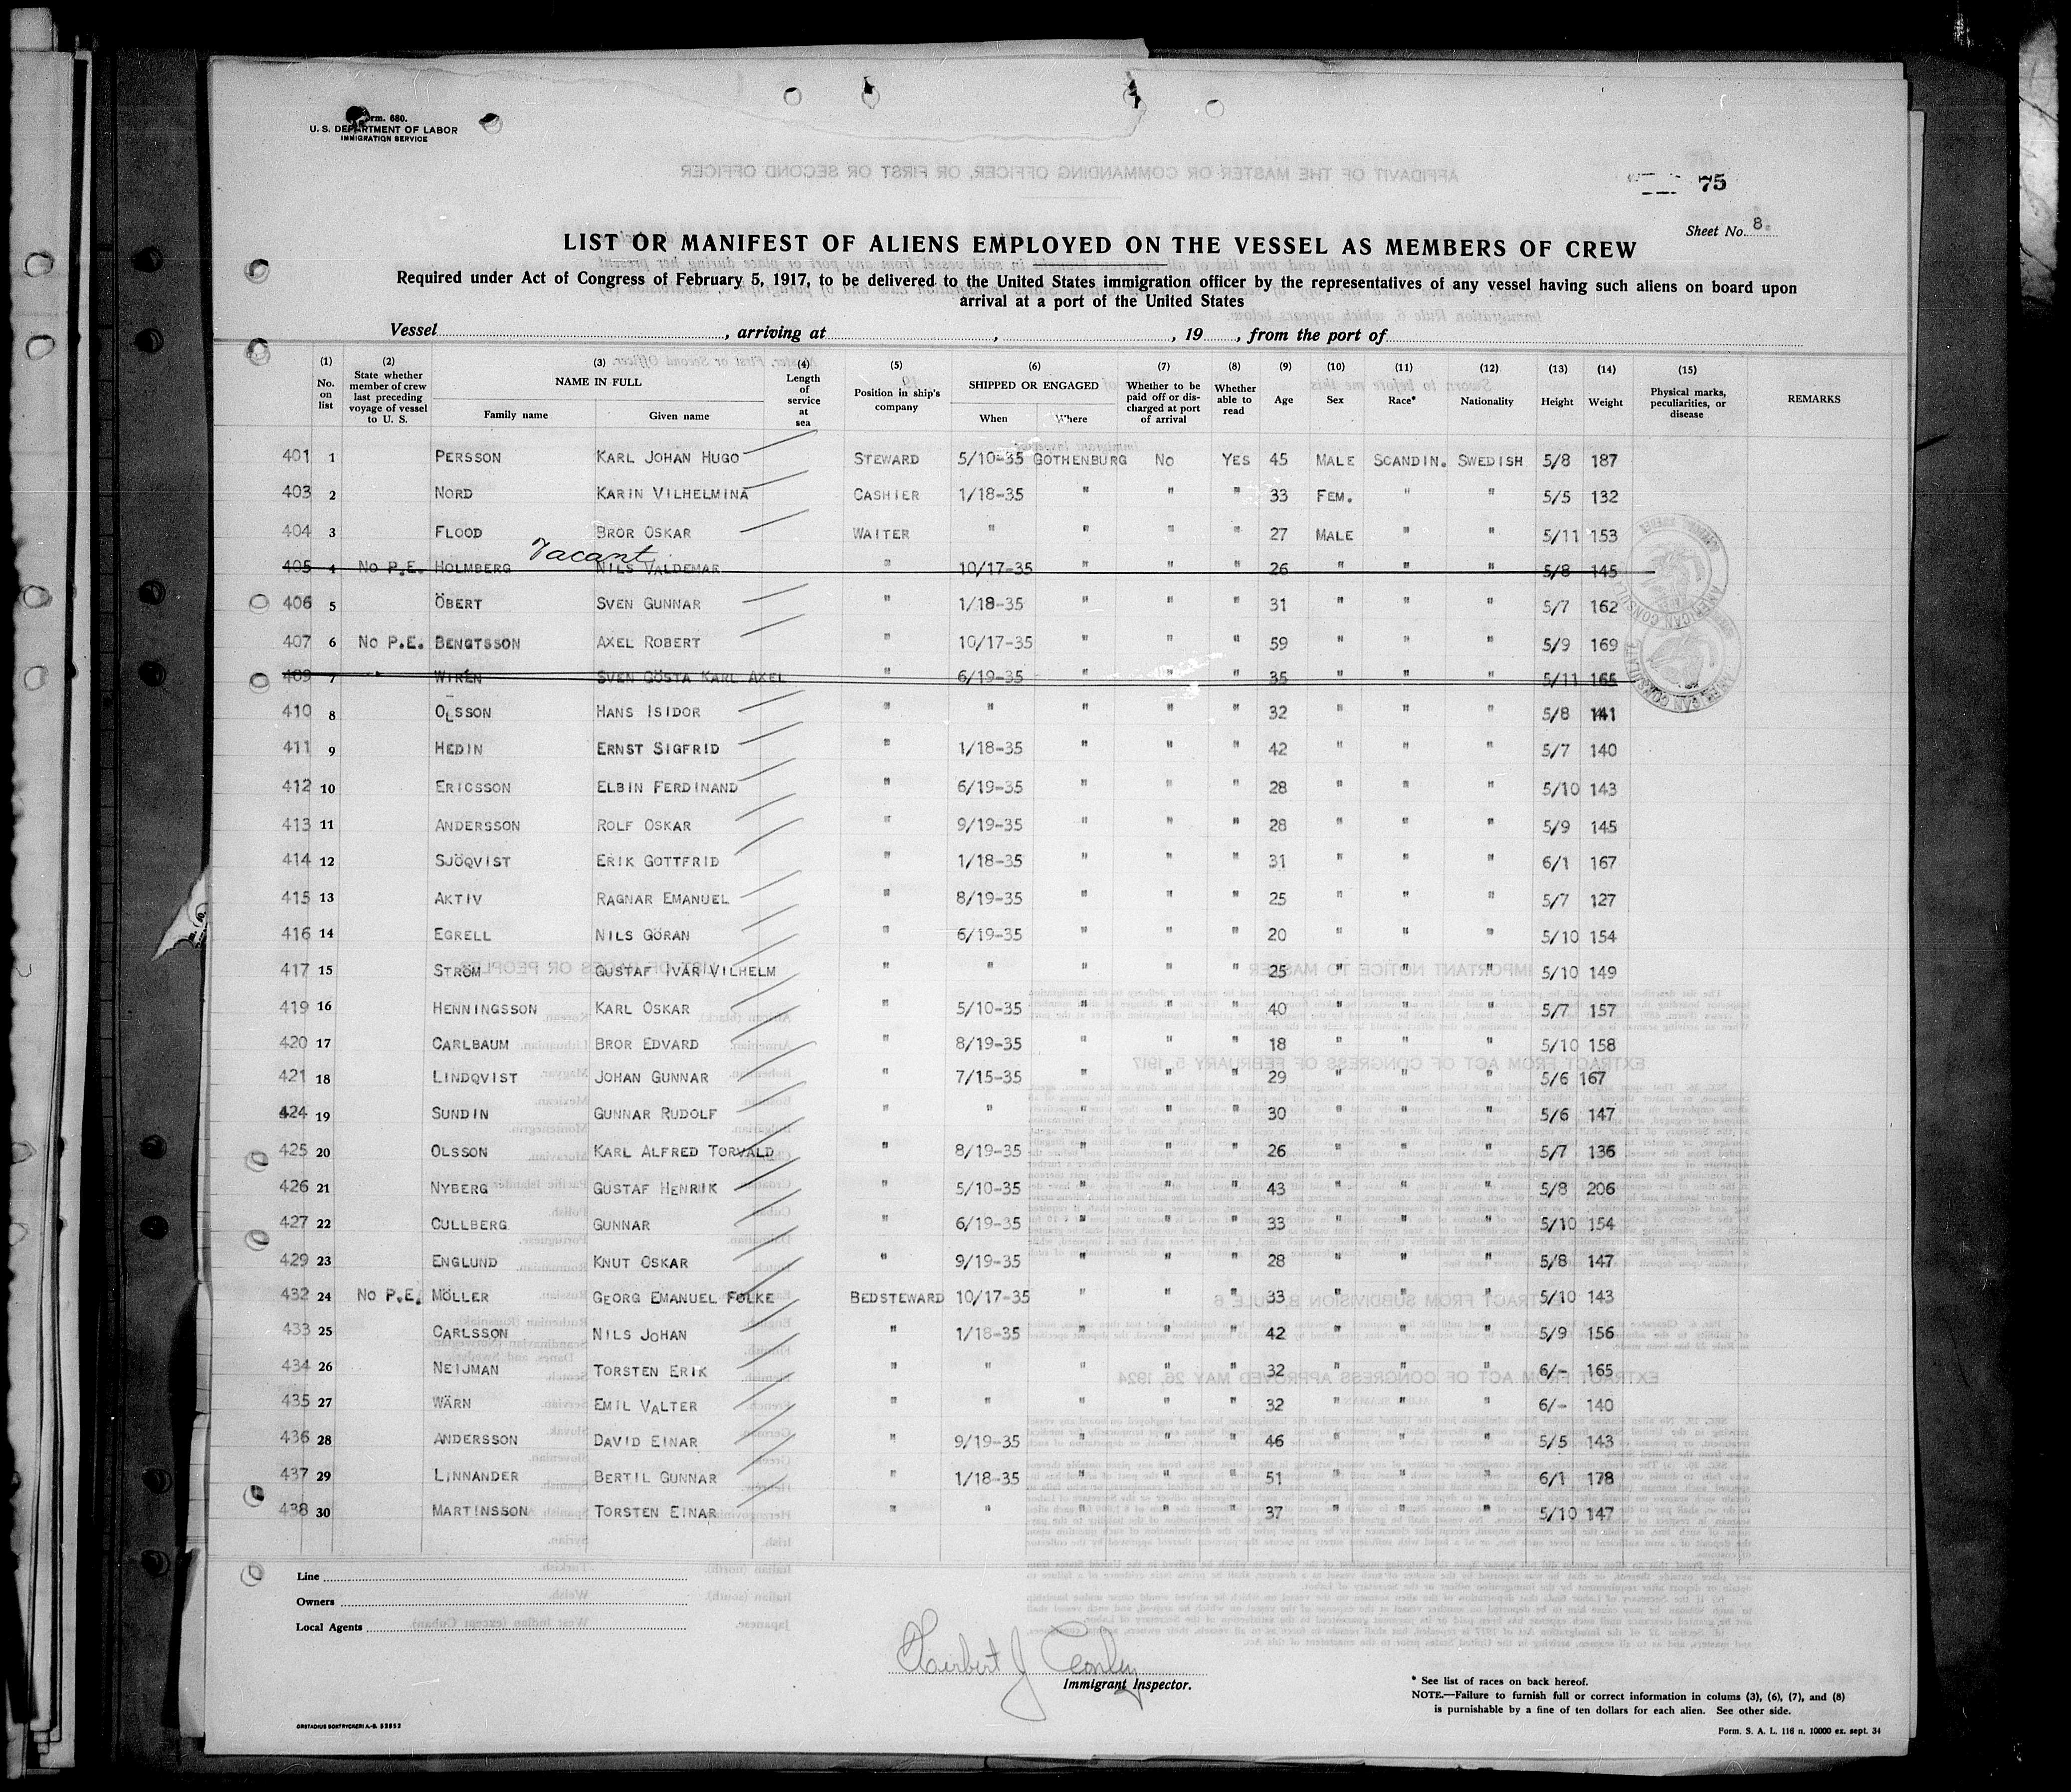 Form. 680.
U. S. DEPARTMENT OF LABOR
IMMIGRATION SERVICE
75
Sheet No. 8.
LIST OR MANIFEST OF ALIENS EMPLOYED ON THE VESSEL AS MEMBERS OF CREW
Required under Act of Congress of February 5, 1917, to be delivered to the United States immigration officer by the representatives of any vessel having such aliens on board upon
arrival at a port of the United States
Vessel , arriving at , , 19 , from the port of
(1) No. on list
(2) State whether member of crew last preceding voyage of vessel to U. S.
(3) NAME IN FULL Family name Given name
(4) Length of service at sea
(5) Position in ship's company
(6) SHIPPED OR ENGAGED When Where
(7) Whether to be paid off or discharged at port of arrival
(8) Whether able to read
(9) Age
(10) Sex
(11) Race*
(12) Nationality
(13) Height
(14) Weight
(15) Physical marks, peculiarities, or disease
REMARKS
401 1 PERSSON KARL JOHAN HUGO STEWARD 5/10-35 GOTHENBURG NO YES 45 MALE SCANDIN. SWEDISH 5/8 187
403 2 NORD KARIN VILHELMINA CASHIER 1/18-35 " " " 33 FEM. " " 5/5 132
404 3 FLOOD BROR OSKAR WAITER " " " " 27 MALE " " 5/11 153
Vacant
405 4 NO P.E. HOLMBERG NILS VALDEMAR " 10/17-35 " " " 26 " " " 5/8 145
406 5 ÖBERT SVEN GUNNAR " 1/18-35 " " " 31 " " " 5/7 162
407 6 NO P.E. BENGTSSON AXEL ROBERT " 10/17-35 " " " 59 " " " 5/9 169
409 7 WIRÉN SVEN GÖSTA KARL AXEL " 6/19-35 " " " 35 " " " 5/11 165
410 8 OLSSON HANS ISIDOR " " " " " 32 " " " 5/8 141
411 9 HEDIN ERNST SIGFRID " 1/18-35 " " " 42 " " " 5/7 140
412 10 ERICSSON ELBIN FERDINAND " 6/19-35 " " " 28 " " " 5/10 143
413 11 ANDERSSON ROLF OSKAR " 9/19-35 " " " 28 " " " 5/9 145
414 12 SJÖQVIST ERIK GOTTFRID " 1/18-35 " " " 31 " " " 6/1 167
415 13 AKTIV RAGNAR EMANUEL " 8/19-35 " " " 25 " " " 5/7 127
416 14 EGRELL NILS GÖRAN " 6/19-35 " " " 20 " " " 5/10 154
417 15 STRÖM GUSTAF IVAR VILHELM " " " " " 25 " " " 5/10 149
419 16 HENNINGSSON KARL OSKAR " 5/10-35 " " " 40 " " " 5/7 157
420 17 CARLBAUM BROR EDVARD " 8/19-35 " " " 18 " " " 5/10 158
421 18 LINDQVIST JOHAN GUNNAR " 7/15-35 " " " 29 " " " 5/6 167
424 19 SUNDIN GUNNAR RUDOLF " " " " " 30 " " " 5/6 147
425 20 OLSSON KARL ALFRED TORVALD " 8/19-35 " " " 26 " " " 5/7 136
426 21 NYBERG GUSTAF HENRIK " 5/10-35 " " " 43 " " " 5/8 206
427 22 CULLBERG GUNNAR " 6/19-35 " " " 33 " " " 5/10 154
429 23 ENGLUND KNUT OSKAR " 9/19-35 " " " 28 " " " 5/8 147
432 24 NO P.E. MÖLLER GEORG EMANUEL FOLKE BEDSTEWARD 10/17-35 " " " 33 " " " 5/10 143
433 25 CARLSSON NILS JOHAN " 1/18-35 " " " 42 " " " 5/9 156
434 26 NEIJMAN TORSTEN ERIK " " " " " 32 " " " 6/- 165
435 27 WÄRN EMIL VALTER " " " " " 32 " " " 6/- 140
436 28 ANDERSSON DAVID EINAR " 9/19-35 " " " 46 " " " 5/5 143
437 29 LINNANDER BERTIL GUNNAR " 1/18-35 " " " 51 " " " 6/1 178
438 30 MARTINSSON TORSTEN EINAR " " " " " 37 " " " 5/10 147
Line
Owners
Local Agents
Herbert J Conley
Immigrant Inspector.
* See list of races on back hereof.
NOTE.—Failure to furnish full or correct information in colums (3), (6), (7), and (8)
is punishable by a fine of ten dollars for each alien. See other side.
ORSTADIUS BOKTRYCKERI A.-B. 52852
Form. S. A. L. 116 n. 10000 ex. sept. 34